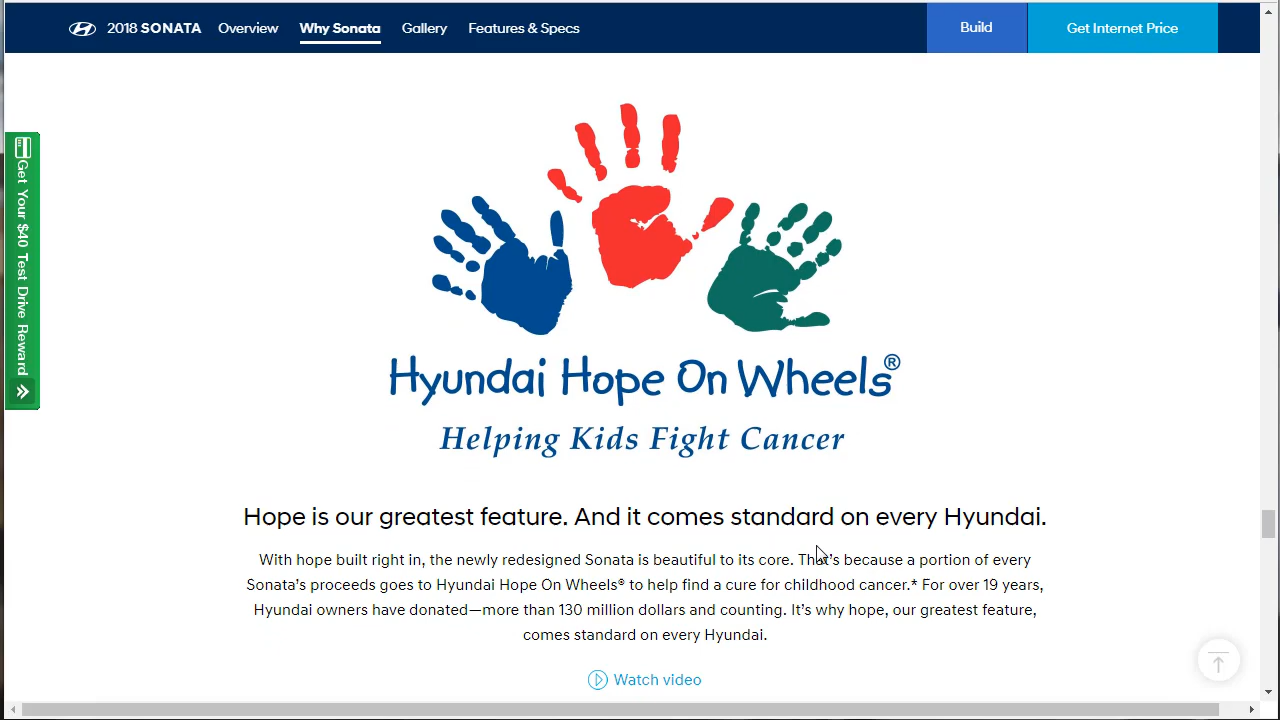 2018 SONATA Overview Why Sonata Gallery Features & Specs Build Get Internet Price
Get Your $40 Test Drive Reward
Hyundai Hope On Wheels®
Helping Kids Fight Cancer
Hope is our greatest feature. And it comes standard on every Hyundai.
With hope built right in, the newly redesigned Sonata is beautiful to its core. That's because a portion of every
Sonata's proceeds goes to Hyundai Hope On Wheels® to help find a cure for childhood cancer.* For over 19 years,
Hyundai owners have donated—more than 130 million dollars and counting. It's why hope, our greatest feature,
comes standard on every Hyundai.
Watch video